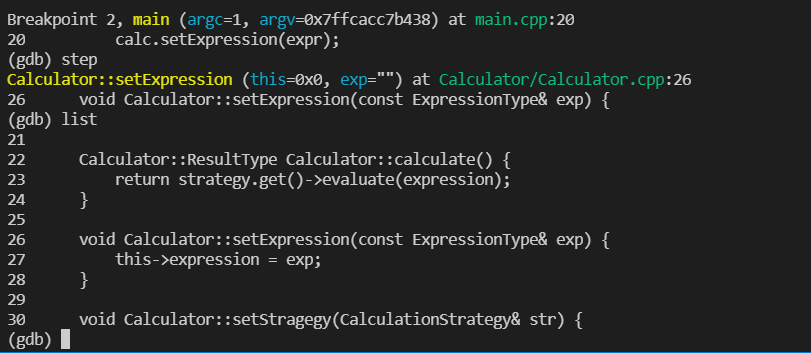 Breakpoint 2, main (argc=1, argv=0x7ffcacc7b438) at main.cpp:20
20          calc.setExpression(expr);
(gdb) step
Calculator::setExpression (this=0x0, exp="") at Calculator/Calculator.cpp:26
26      void Calculator::setExpression(const ExpressionType& exp) {
(gdb) list
21
22      Calculator::ResultType Calculator::calculate() {
23          return strategy.get()->evaluate(expression);
24      }
25
26      void Calculator::setExpression(const ExpressionType& exp) {
27          this->expression = exp;
28      }
29
30      void Calculator::setStragegy(CalculationStrategy& str) {
(gdb)